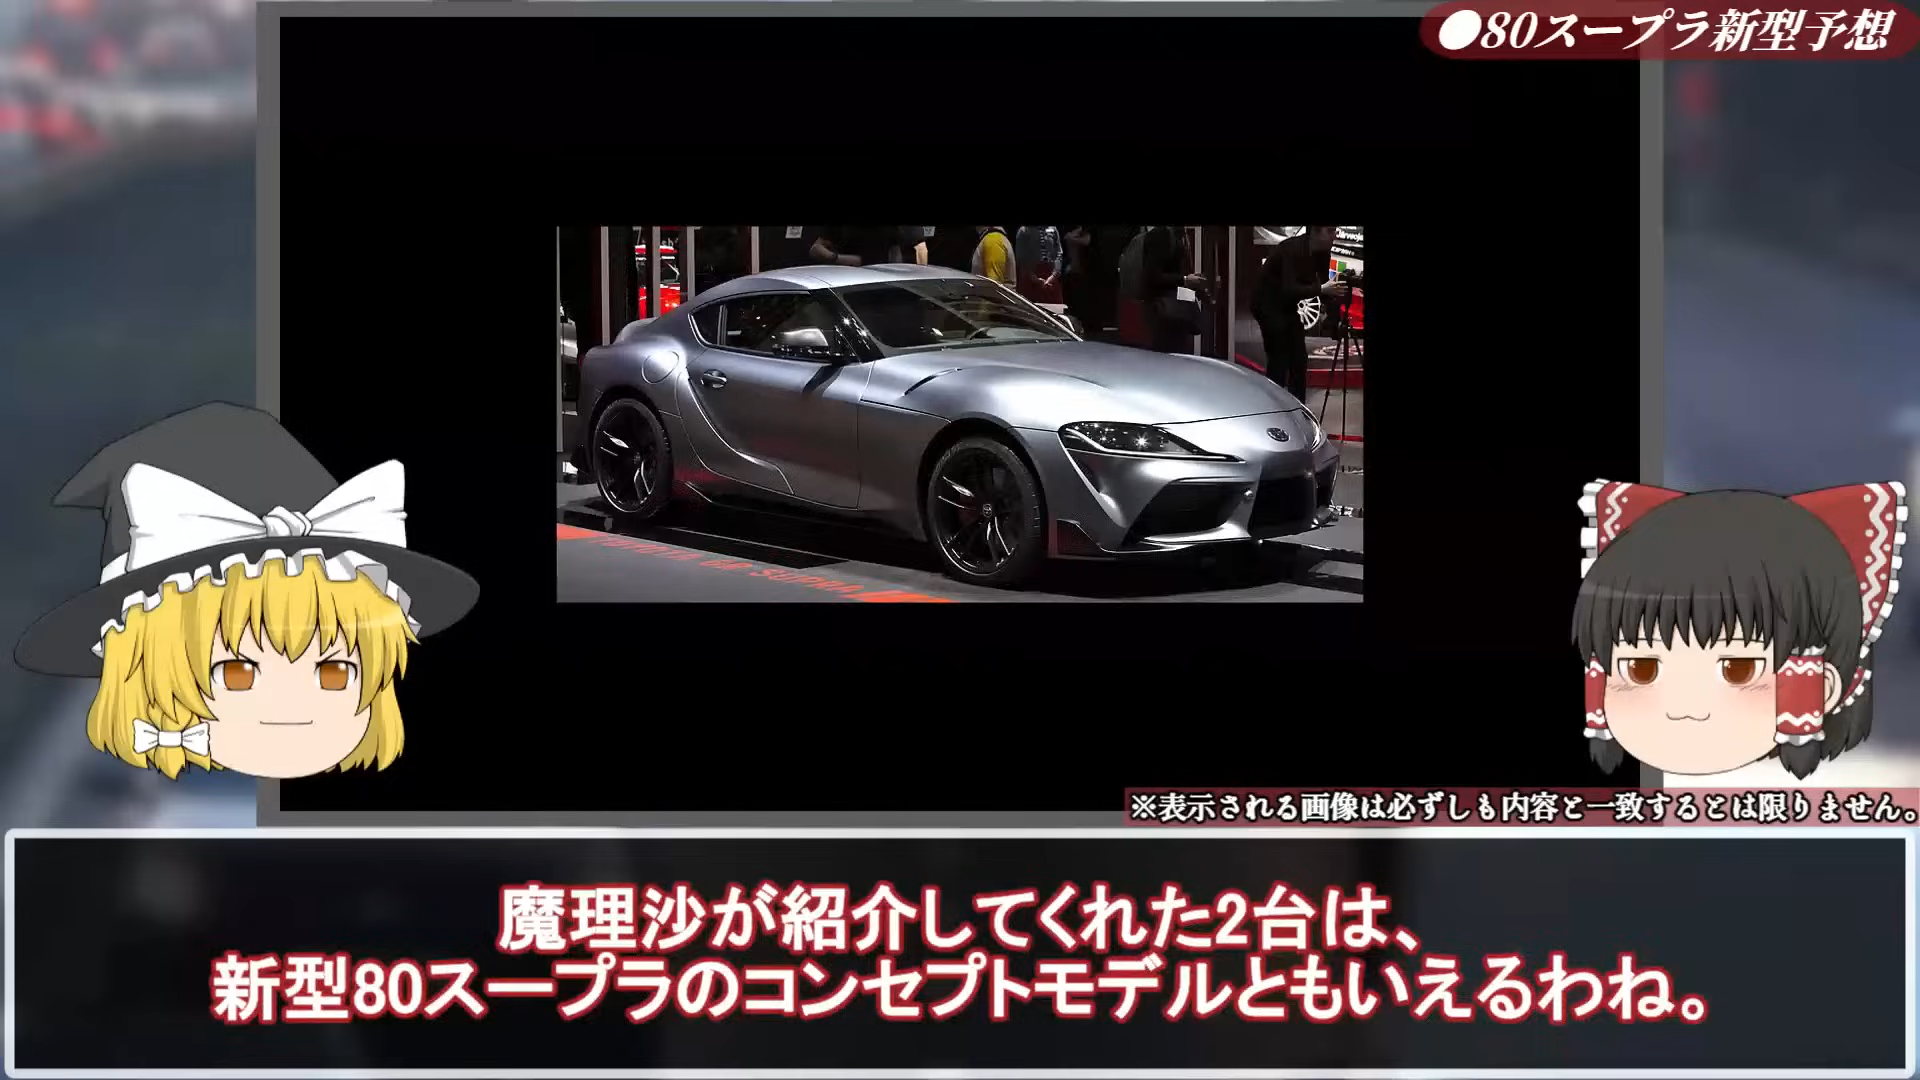 ●80スープラ新型予想
TOYOTA GR SUPRA
※表示される画像は必ずしも内容と一致するとは限りません。
魔理沙が紹介してくれた2台は、
新型80スープラのコンセプトモデルともいえるわね。